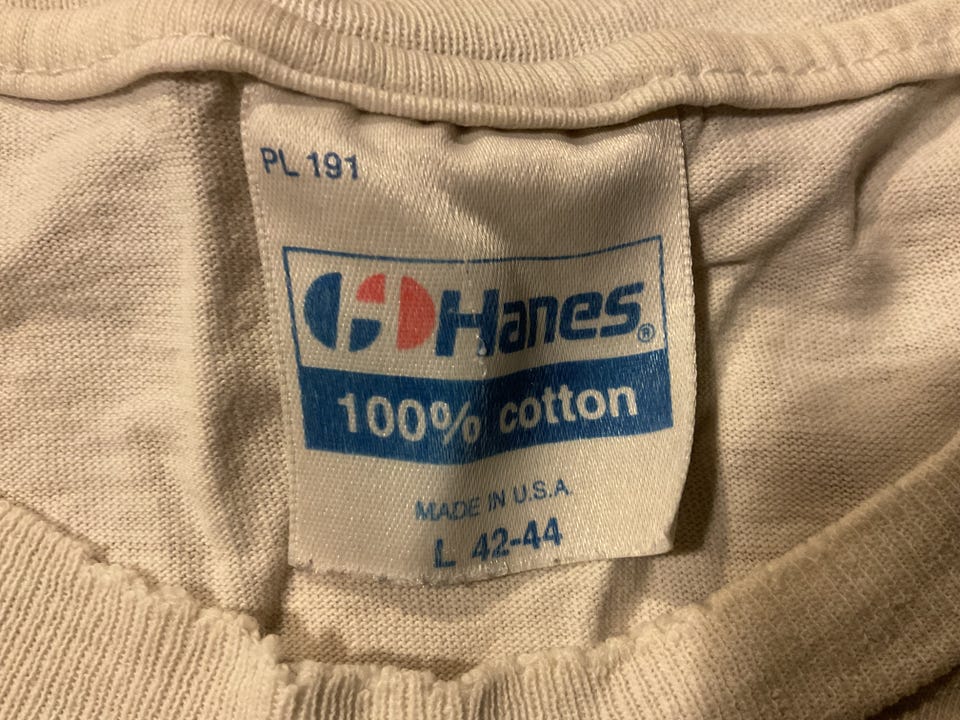 PL 191
Hanes®
100% cotton
MADE IN U.S.A.
L 42-44